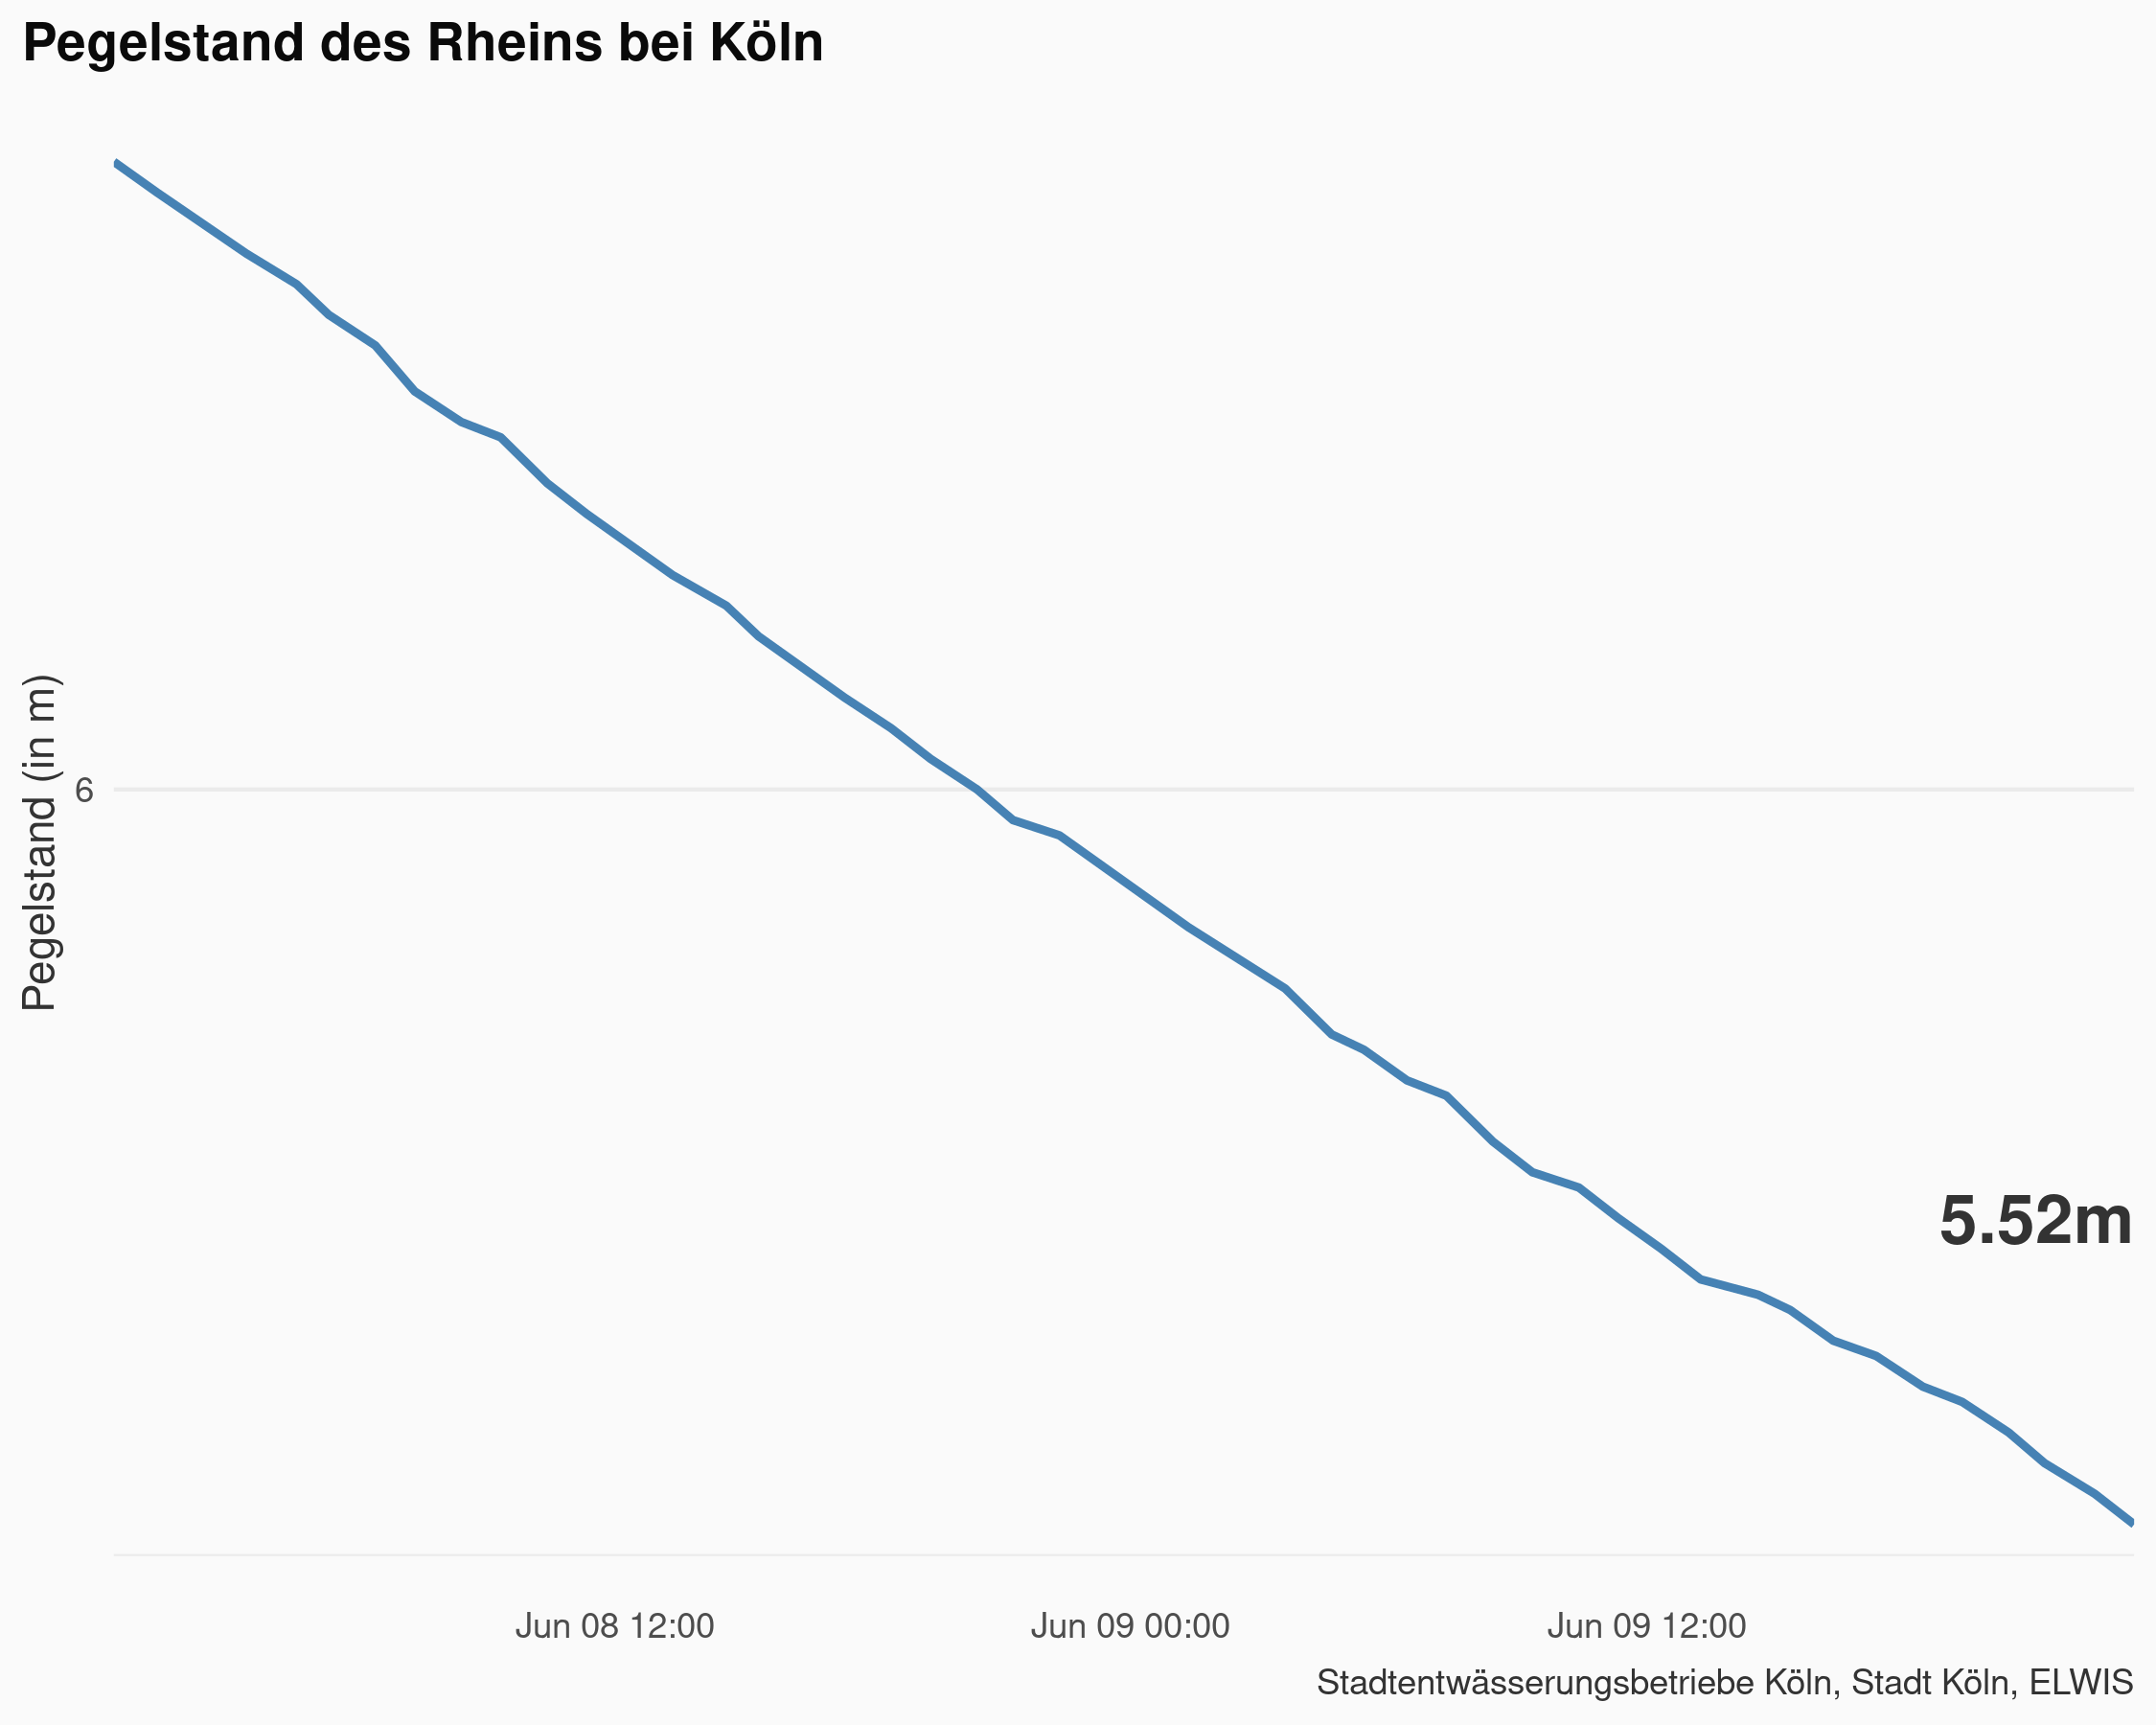 Pegelstand des Rheins bei Köln
Pegelstand (in m)
6
5.52m
Jun 08 12:00
Jun 09 00:00
Jun 09 12:00
Stadtentwässerungsbetriebe Köln, Stadt Köln, ELWIS